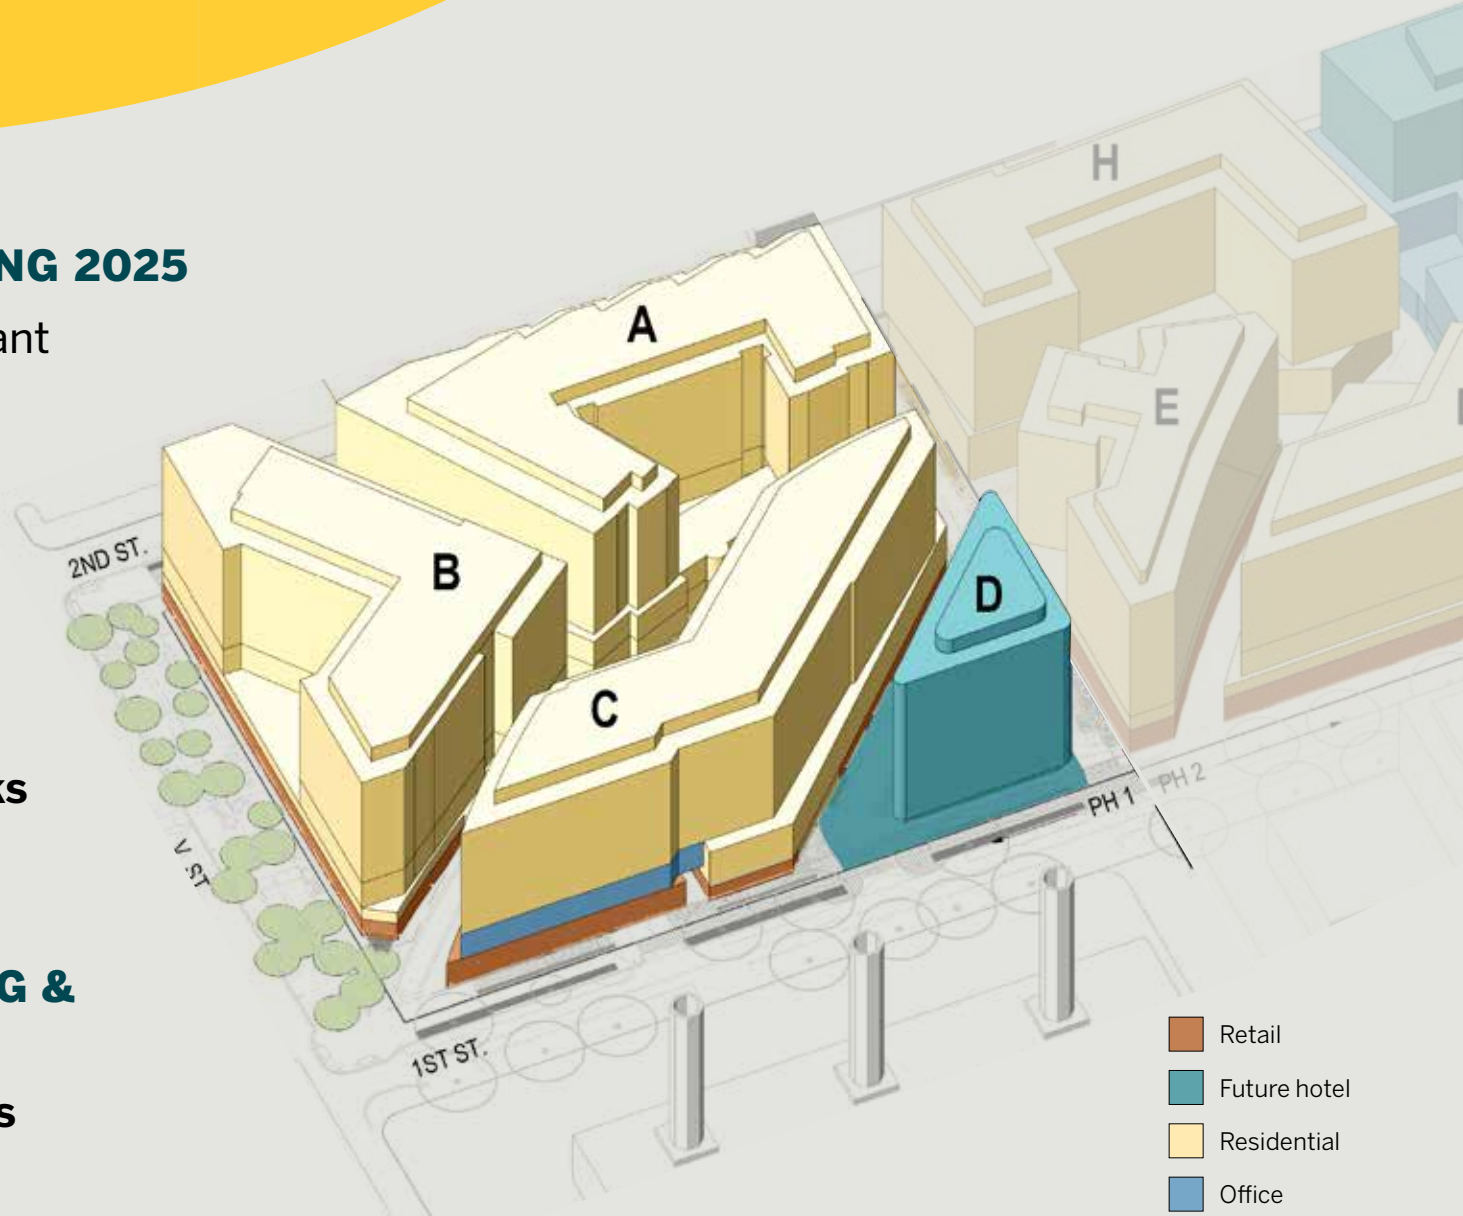 NG 2025
ant
ks
G &
s
H
A
E
2ND ST.
B
D
C
V ST
PH 1
PH 2
1ST ST.
Retail
Future hotel
Residential
Office